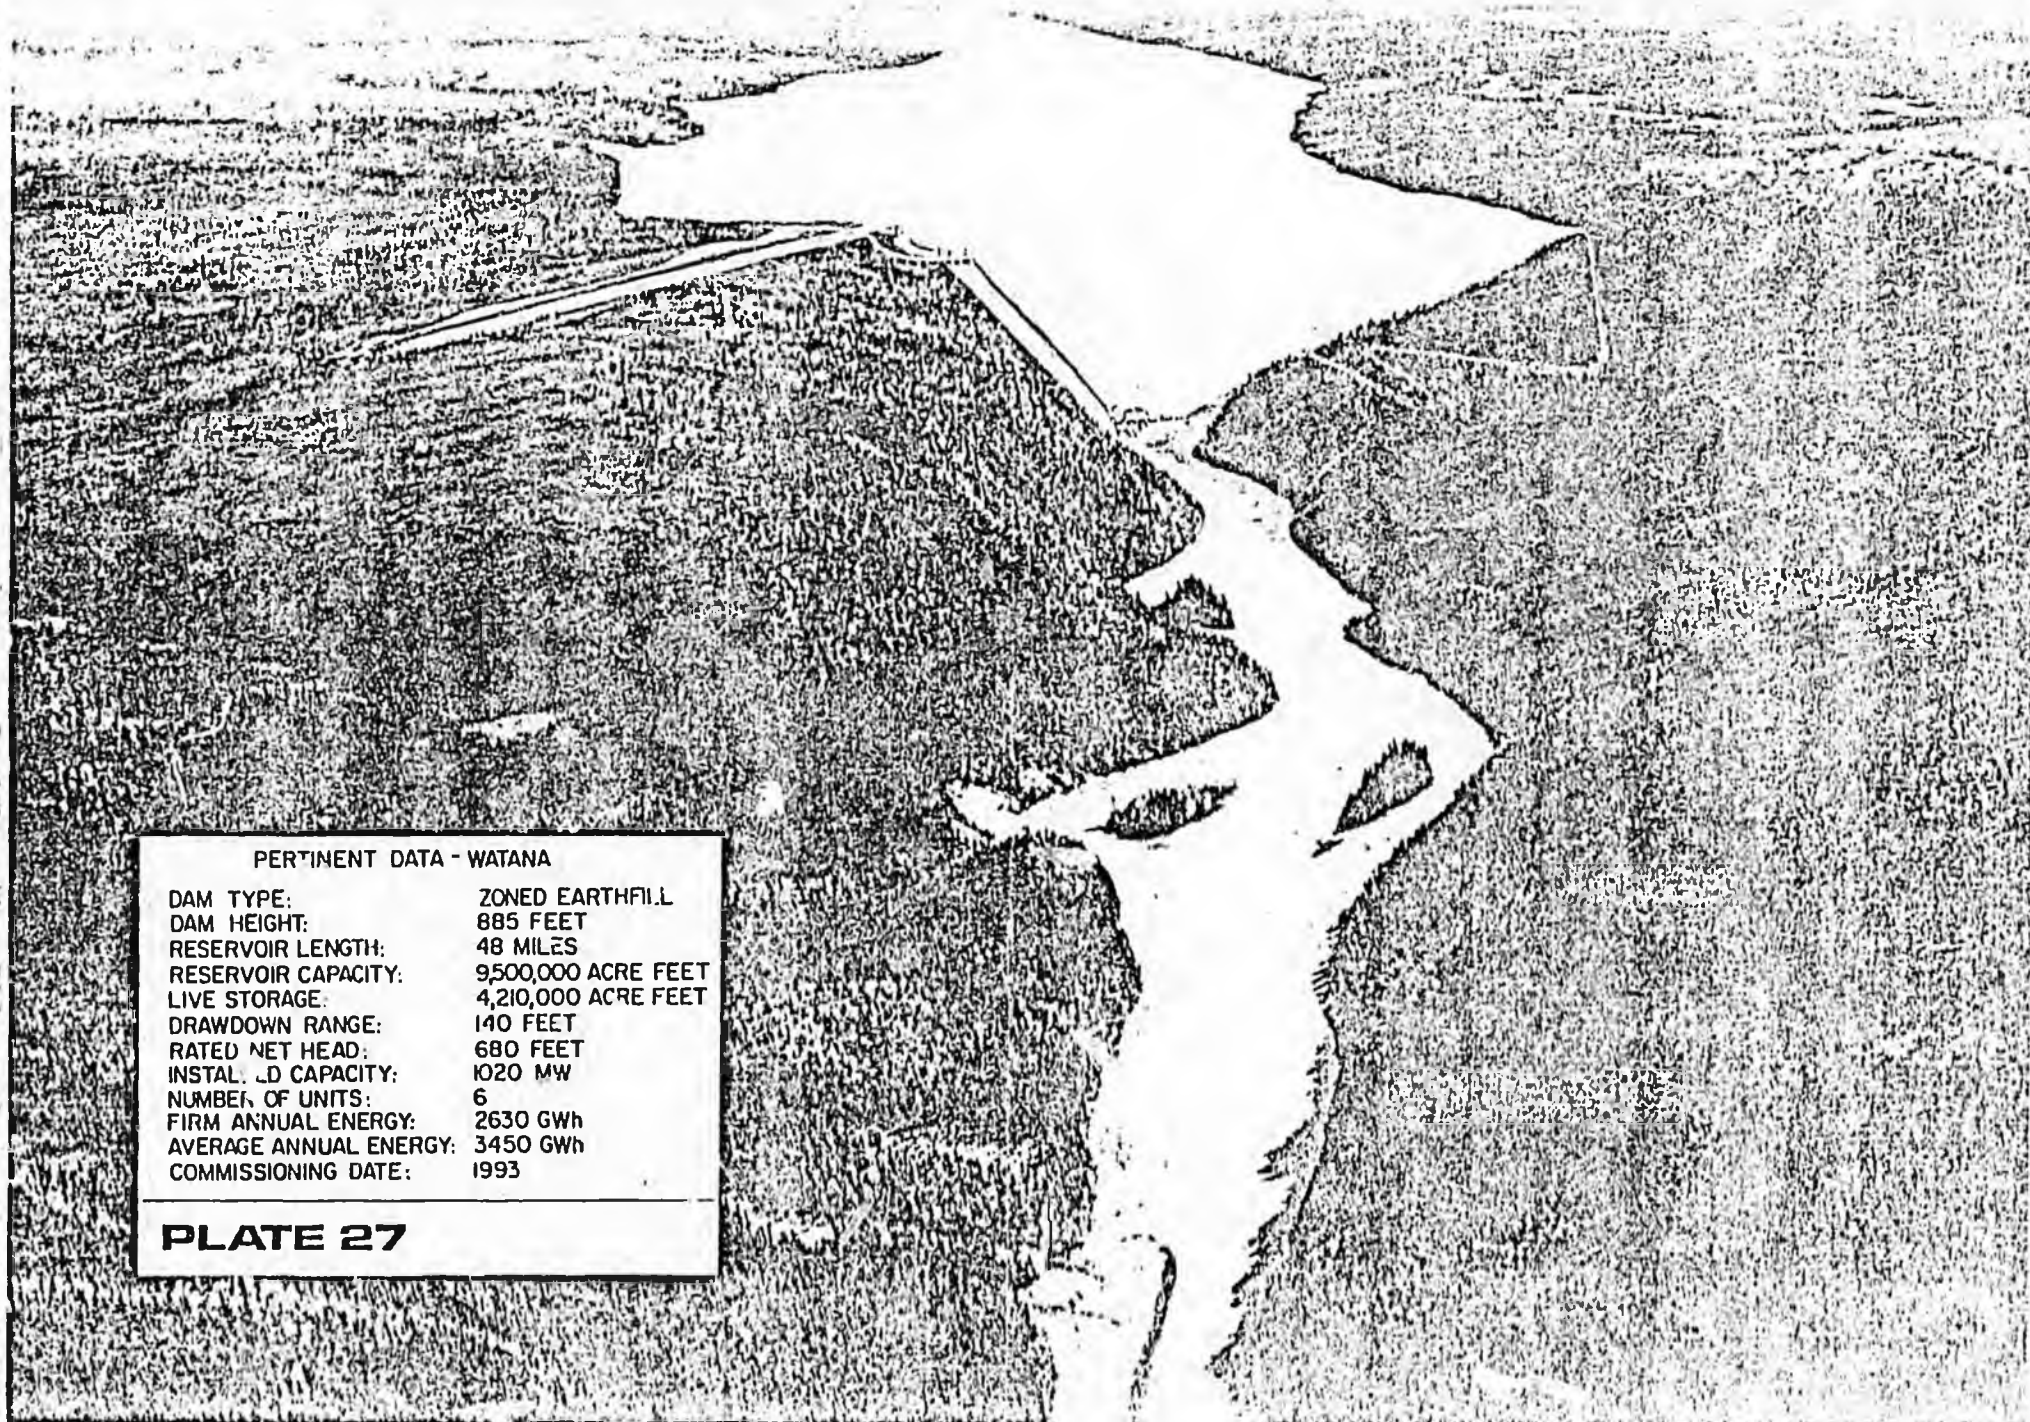 PERTINENT DATA - WATANA
DAM TYPE: ZONED EARTHFILL
DAM HEIGHT: 885 FEET
RESERVOIR LENGTH: 48 MILES
RESERVOIR CAPACITY: 9,500,000 ACRE FEET
LIVE STORAGE: 4,210,000 ACRE FEET
DRAWDOWN RANGE: 140 FEET
RATED NET HEAD: 680 FEET
INSTALLED CAPACITY: 1020 MW
NUMBER OF UNITS: 6
FIRM ANNUAL ENERGY: 2630 GWh
AVERAGE ANNUAL ENERGY: 3450 GWh
COMMISSIONING DATE: 1993
PLATE 27